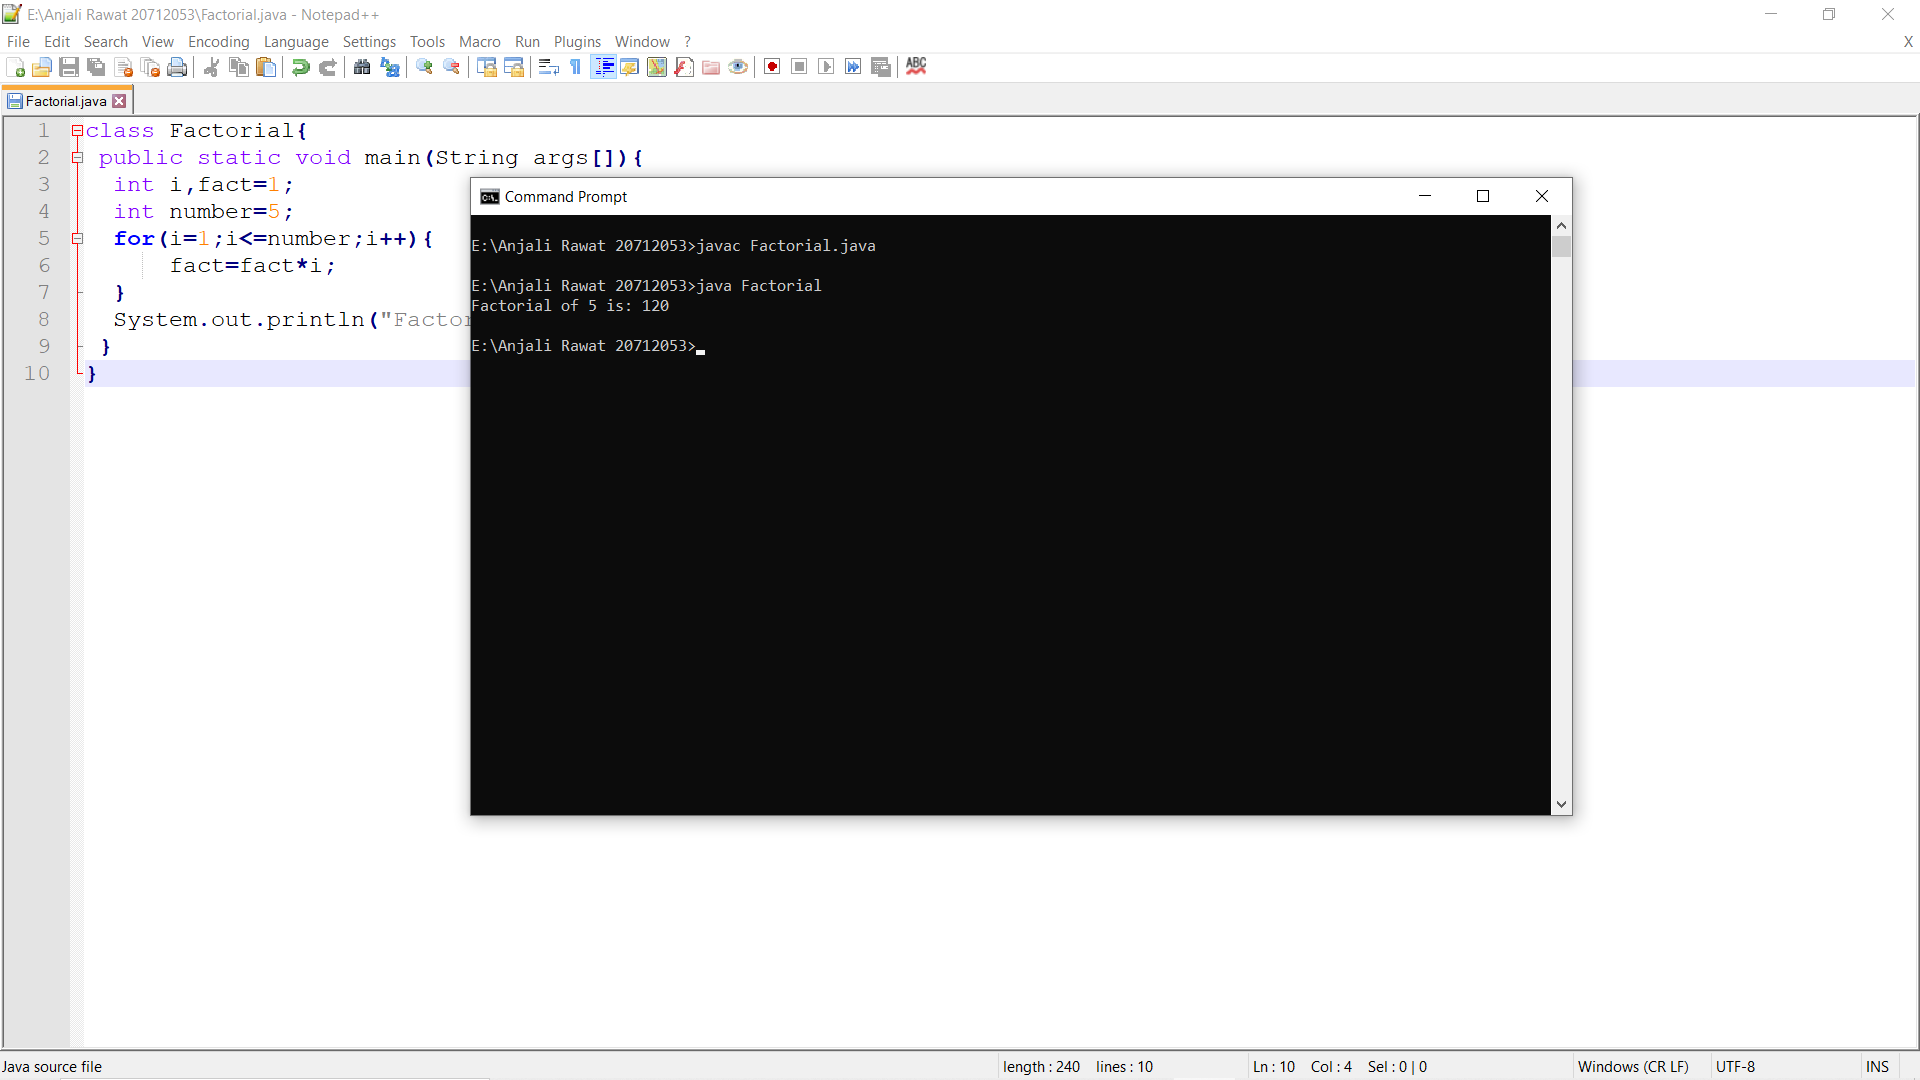 E:\Anjali Rawat 20712053\Factorial.java - Notepad++
File Edit Search View Encoding Language Settings Tools Macro Run Plugins Window ? X
ABC
Factorial.java
1 class Factorial{
2 public static void main(String args[]){
3 int i,fact=1;
4 int number=5;
5 for(i=1;i<=number;i++){
6 fact=fact*i;
7 }
8 System.out.println("Factor
9 }
10 }
Command Prompt
E:\Anjali Rawat 20712053>javac Factorial.java
E:\Anjali Rawat 20712053>java Factorial
Factorial of 5 is: 120
E:\Anjali Rawat 20712053>
Java source file length : 240 lines : 10 Ln : 10 Col : 4 Sel : 0 | 0 Windows (CR LF) UTF-8 INS